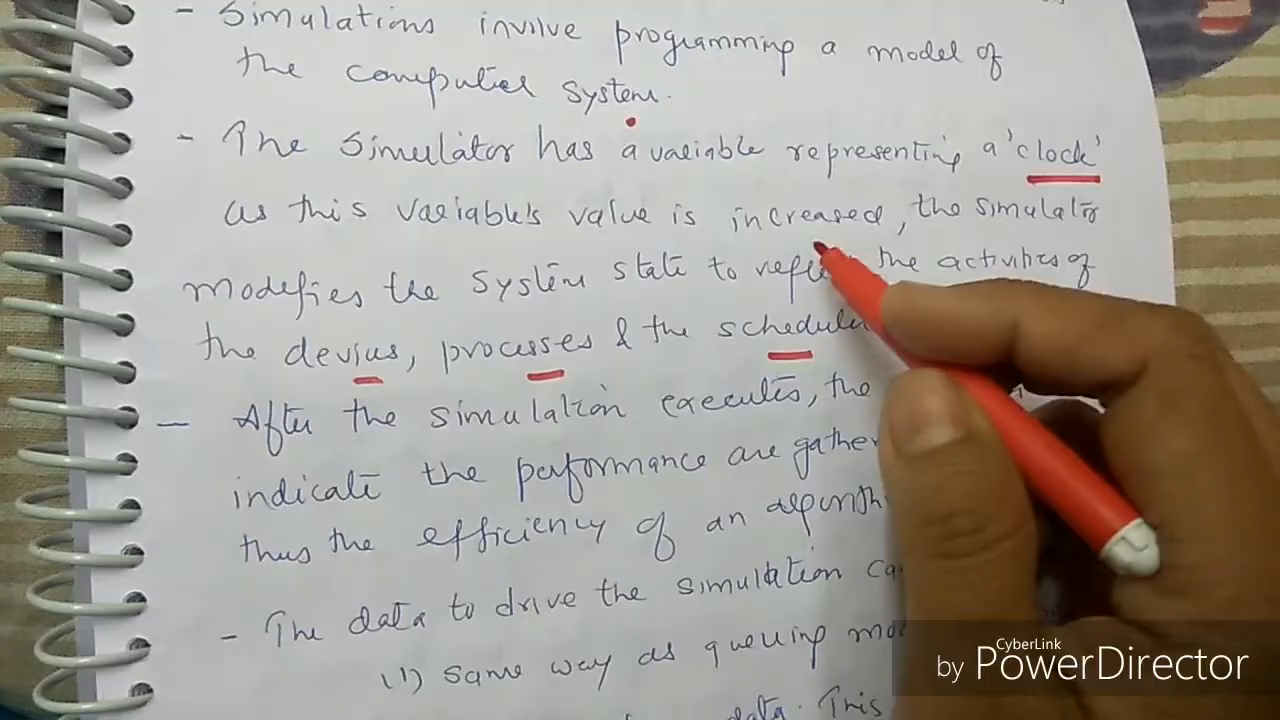 - Simulations involve programming a model of
the computer system.
- The simulator has a variable representing a 'clock'
as this variable's value is increased, the simulator
modifies the system state to the activities of
the devices, processes & the scheduler
- After the simulation executes, the
indicate the performance are
thus the efficiency of an
- The data to drive the simulation
(1) same way as queuing
data. This
CyberLink
by PowerDirector